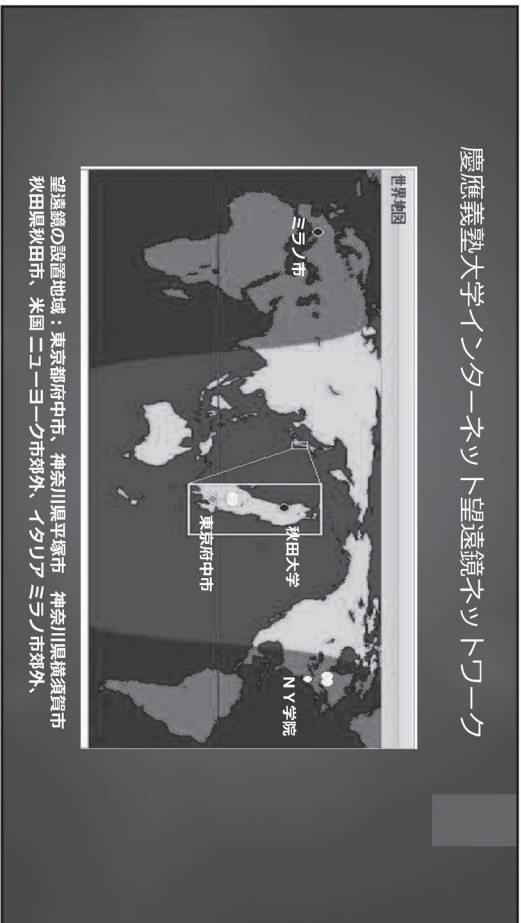 慶應義塾大学インターネット望遠鏡ネットワーク
世界地図
ミラノ市
秋田大学
東京府中市
NY学院
望遠鏡の設置地域：東京都府中市、神奈川県平塚市　神奈川県横須賀市
秋田県秋田市、米国 ニューヨーク市郊外、イタリア ミラノ市郊外、